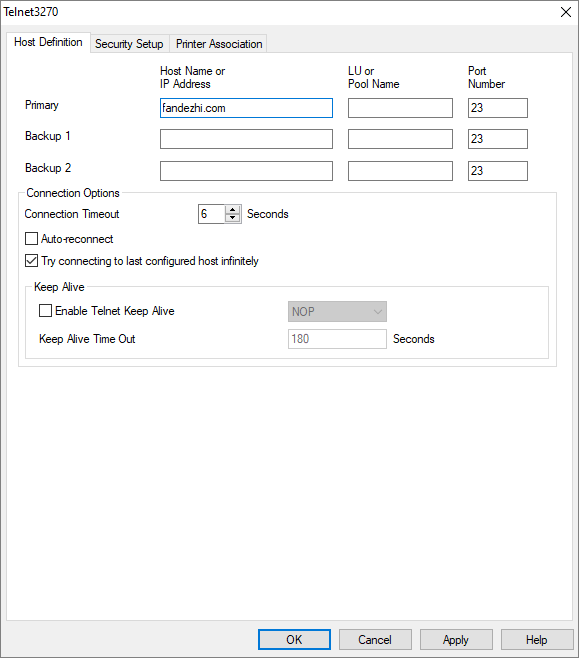 Telnet3270
Host Definition Security Setup Printer Association
Host Name or LU or Port
IP Address Pool Name Number
Primary fandezhi.com 23
Backup 1 23
Backup 2 23
Connection Options
Connection Timeout 6 Seconds
Auto-reconnect
Try connecting to last configured host infinitely
Keep Alive
Enable Telnet Keep Alive NOP
Keep Alive Time Out 180 Seconds
OK Cancel Apply Help